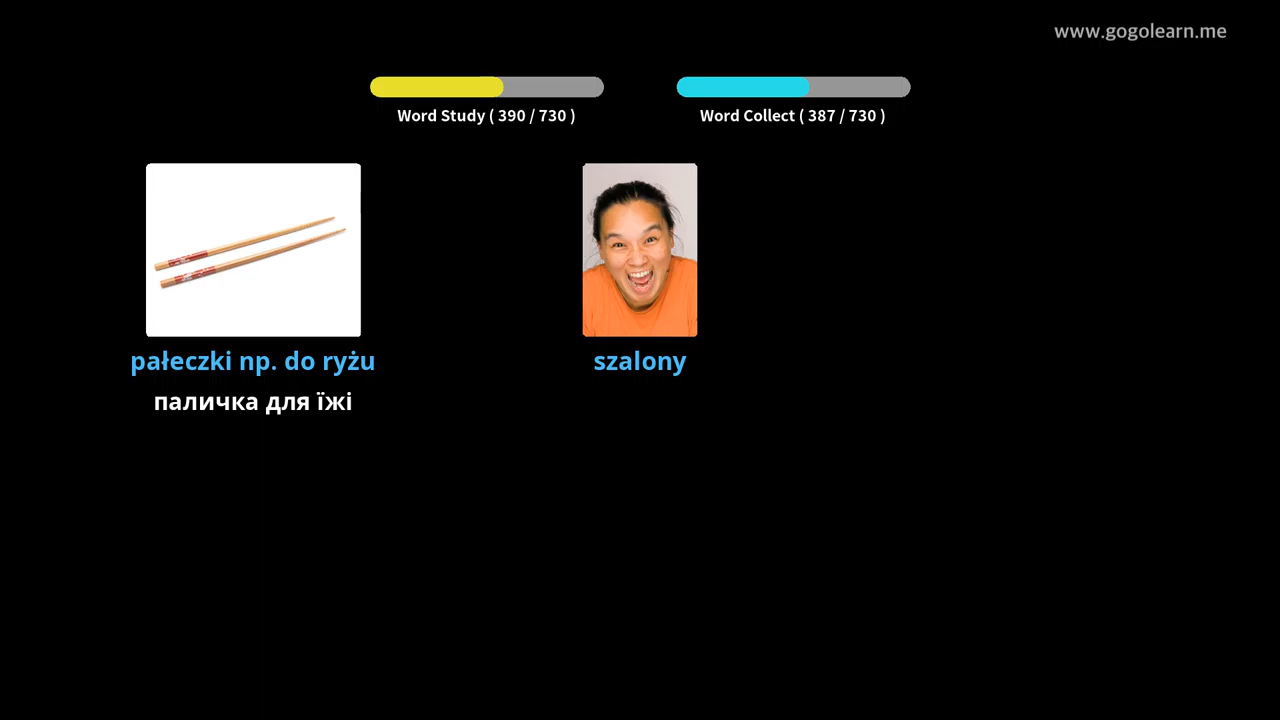 www.gogolearn.me
Word Study ( 390 / 730 )
Word Collect ( 387 / 730 )
pałeczki np. do ryżu
szalony
паличка для їжі